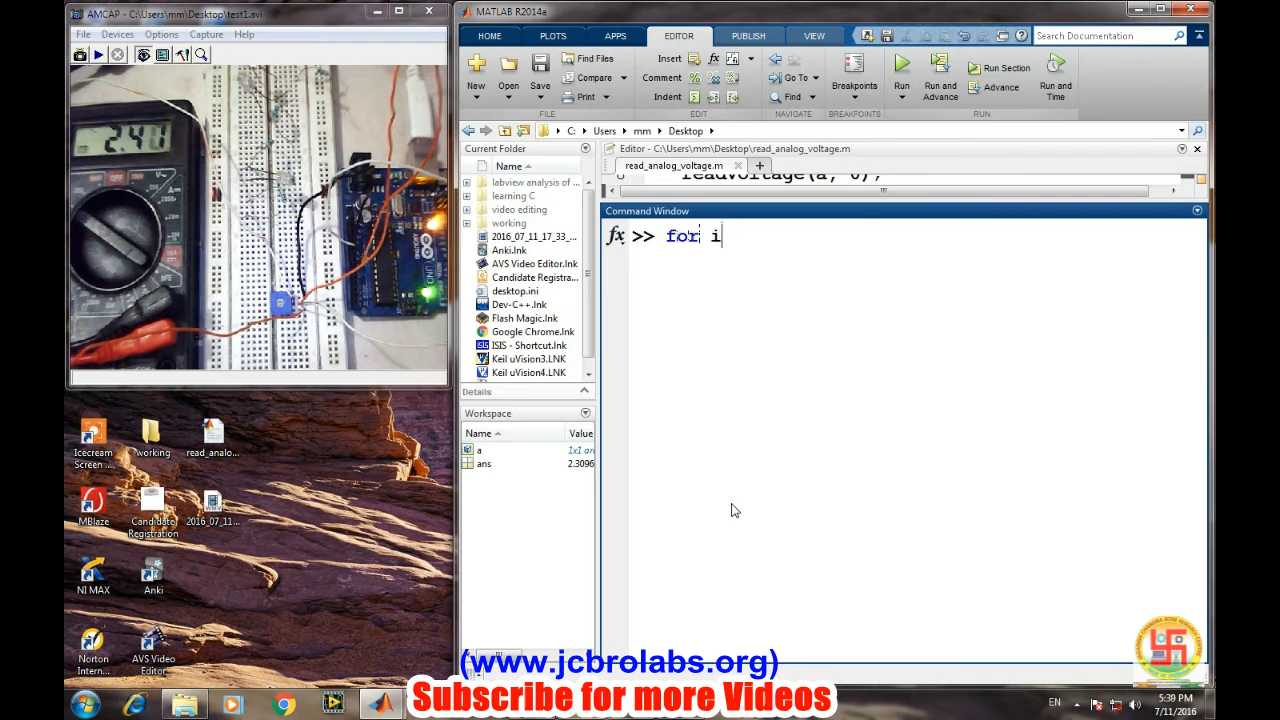 AMCAP - C:\Users\mm\Desktop\test1.avi
File Devices Options Capture Help
2.41
MATLAB R2014a
HOME PLOTS APPS EDITOR PUBLISH VIEW
Search Documentation
New Open Save
Find Files
Compare
Print
Insert
Comment
Indent
Go To
Find
Breakpoints
Run
Run and Advance
Run Section
Advance
Run and Time
FILE EDIT NAVIGATE BREAKPOINTS RUN
C: Users mm Desktop
Current Folder
Name
labview analysis of ...
learning C
video editing
working
2016_07_11_17_33_...
Anki.lnk
AVS Video Editor.lnk
Candidate Registra...
desktop.ini
Dev-C++.lnk
Flash Magic.lnk
Google Chrome.lnk
ISIS - Shortcut.lnk
Keil uVision3.LNK
Keil uVision4.LNK
Details
Workspace
Name Value
a 1x1 ar
ans 2.3096
Editor - C:\Users\mm\Desktop\read_analog_voltage.m
read_analog_voltage.m
readVoltage(a, 0);
Command Window
fx >> for i
Icecream Screen ...
working
read_analo...
MBlaze
Candidate Registration
2016_07_11...
NI MAX
Anki
Norton Intern...
AVS Video Editor
(www.jcbrolabs.org)
Subscribe for more Videos
EN
5:39 PM
7/11/2016